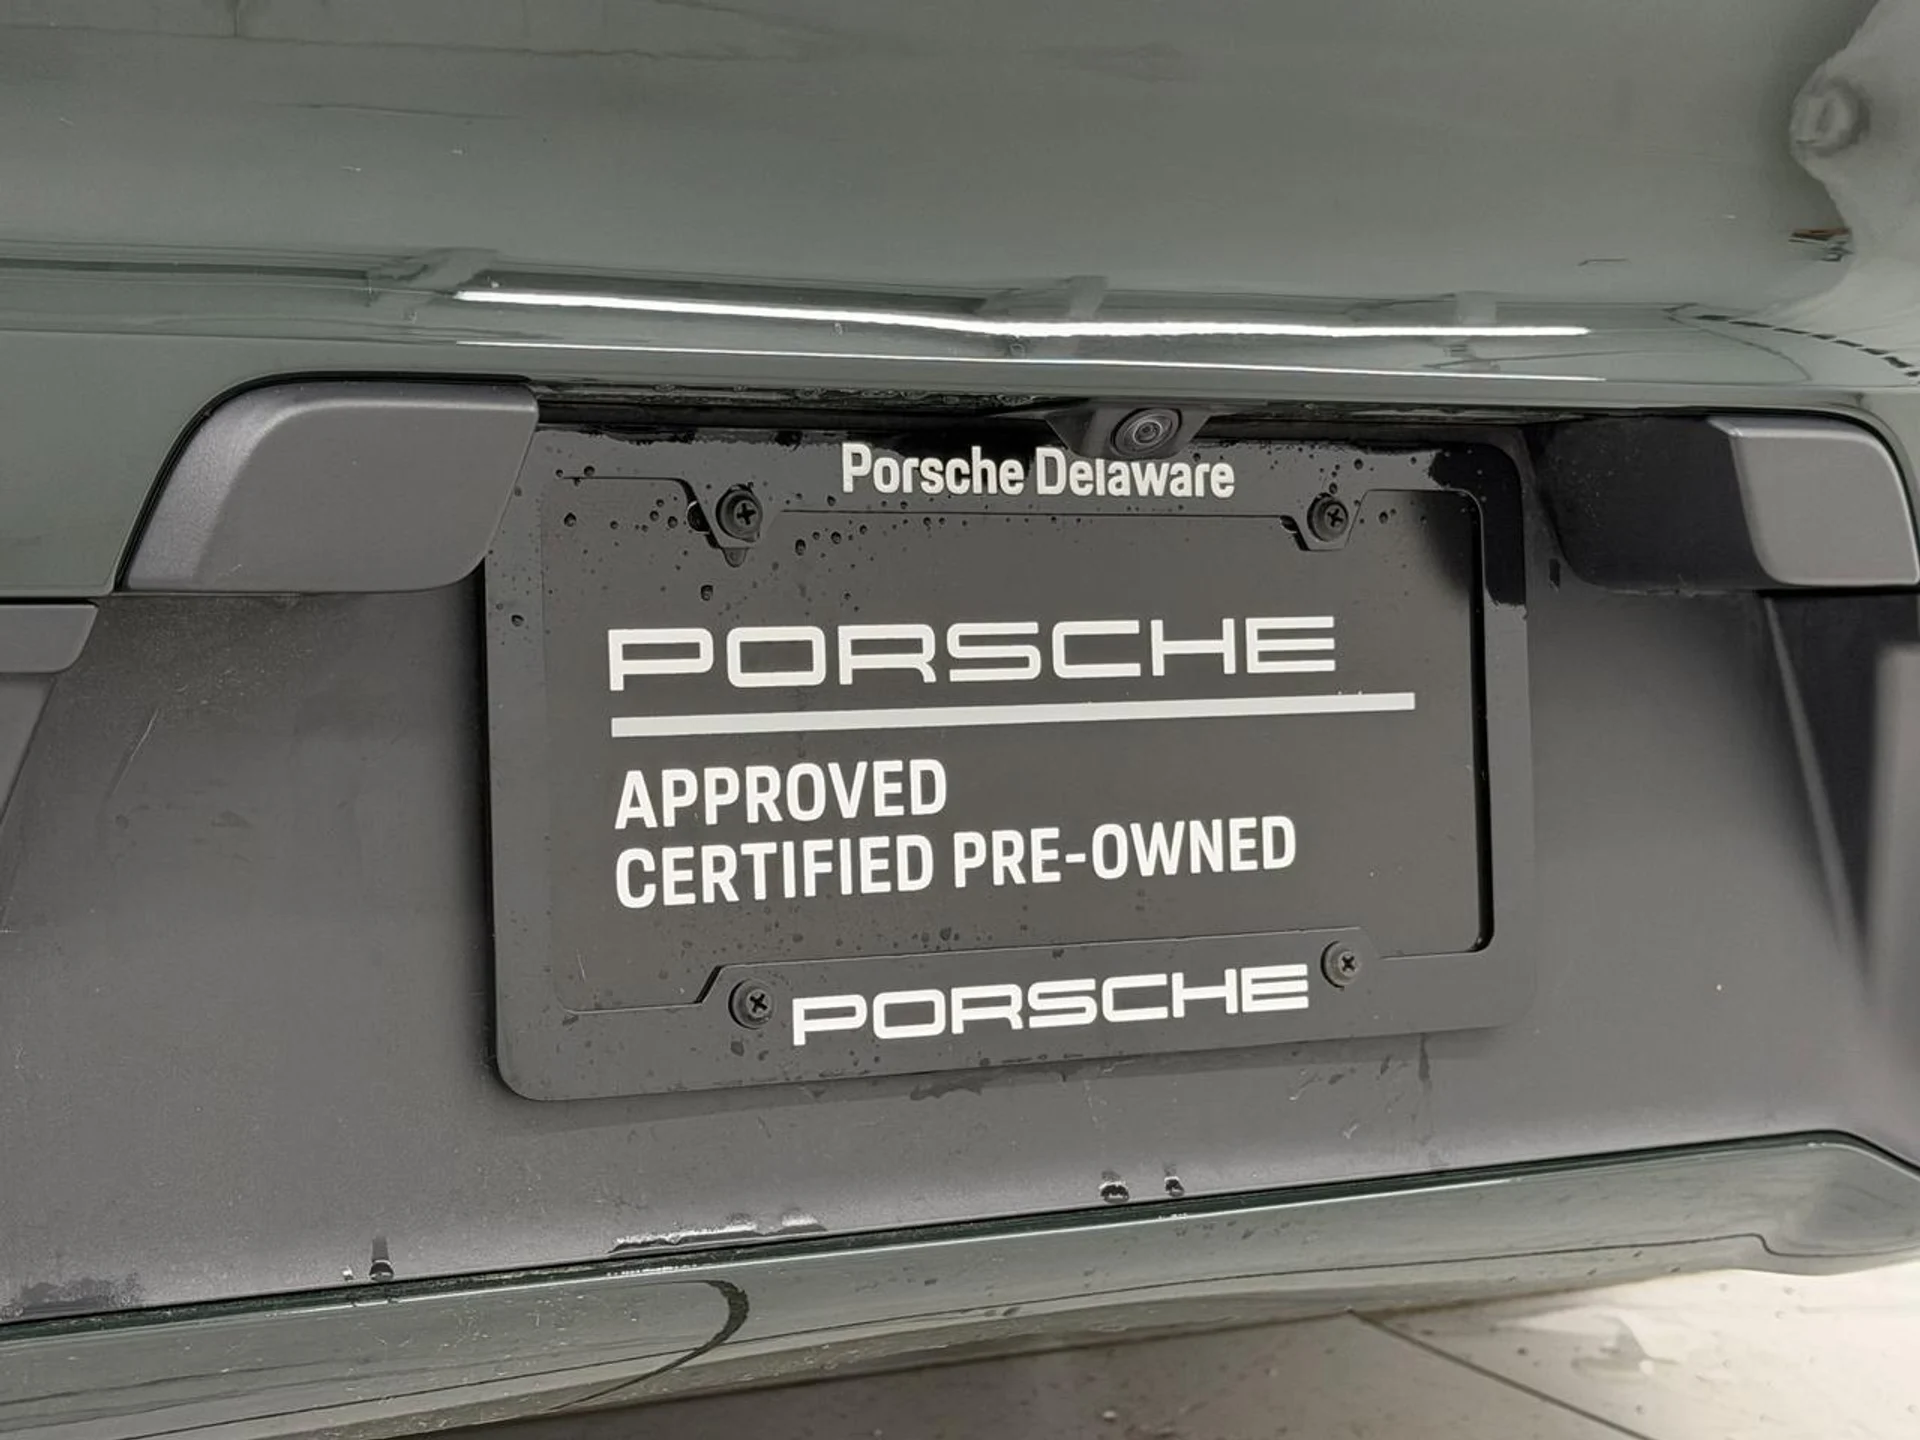 Porsche Delaware
PORSCHE
APPROVED
CERTIFIED PRE-OWNED
PORSCHE